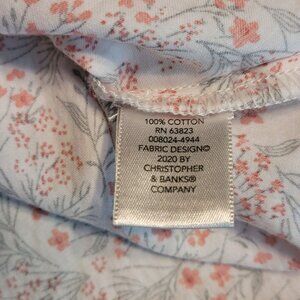 100% COTTON
RN 63823
008024-4944
FABRIC DESIGN©
2020 BY
CHRISTOPHER
& BANKS®
COMPANY